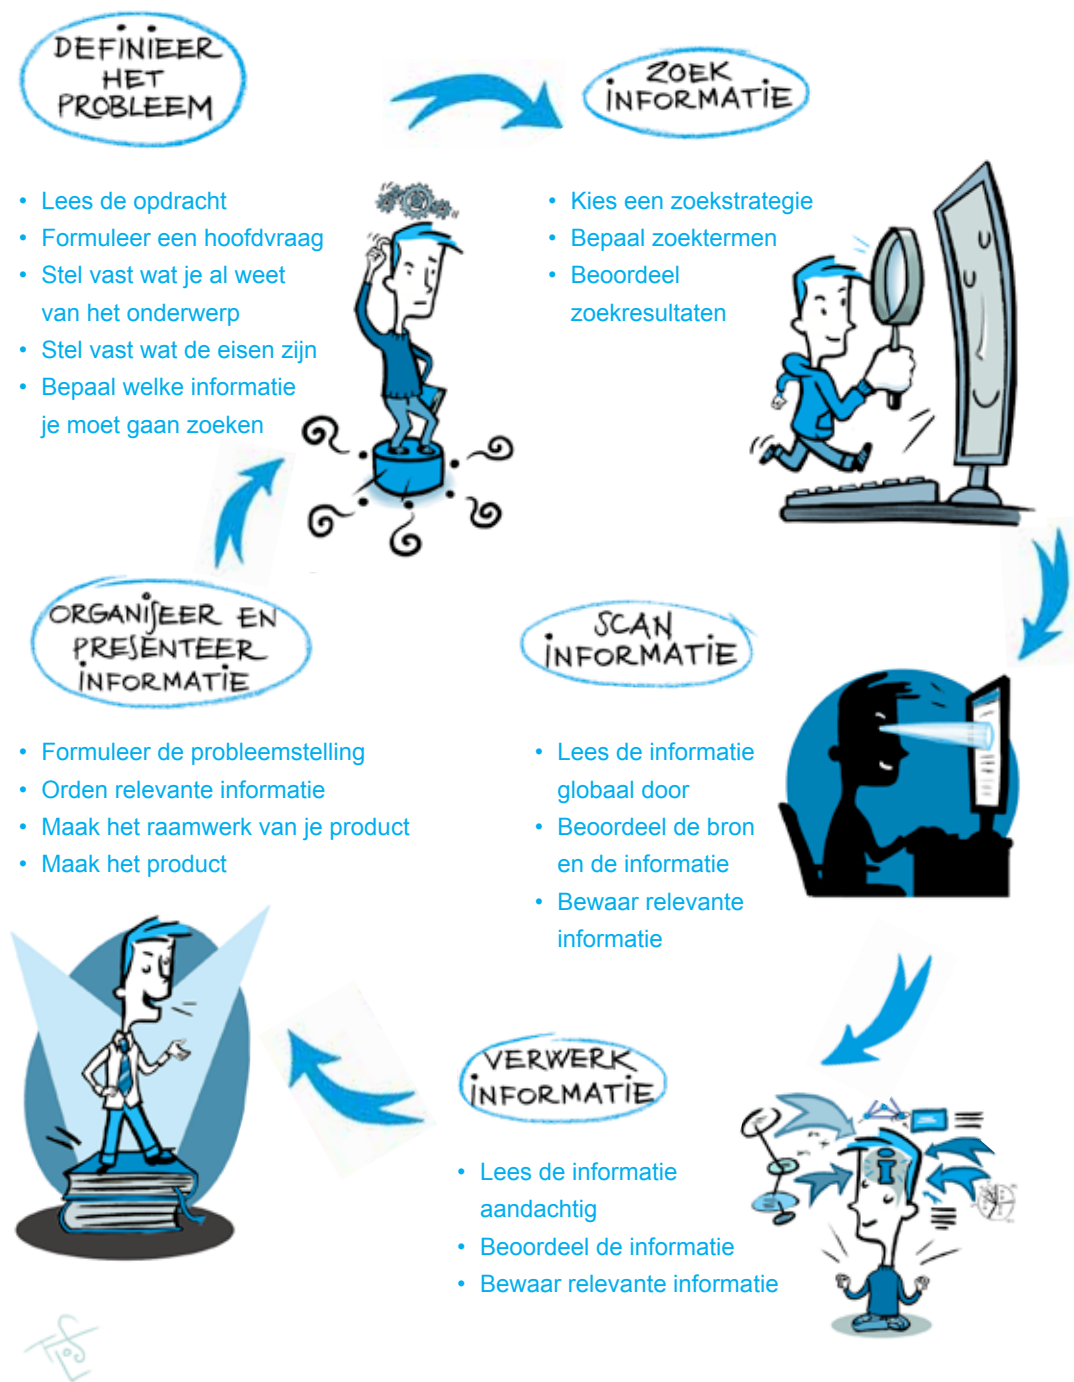 DEFINIEER
HET
PROBLEEM
• Lees de opdracht
• Formuleer een hoofdvraag
• Stel vast wat je al weet
van het onderwerp
• Stel vast wat de eisen zijn
• Bepaal welke informatie
je moet gaan zoeken
ZOEK
INFORMATIE
• Kies een zoekstrategie
• Bepaal zoektermen
• Beoordeel
zoekresultaten
SCAN
INFORMATIE
• Lees de informatie
globaal door
• Beoordeel de bron
en de informatie
• Bewaar relevante
informatie
VERWERK
INFORMATIE
• Lees de informatie
aandachtig
• Beoordeel de informatie
• Bewaar relevante informatie
i
ORGANISEER EN
PRESENTEER
INFORMATIE
• Formuleer de probleemstelling
• Orden relevante informatie
• Maak het raamwerk van je product
• Maak het product